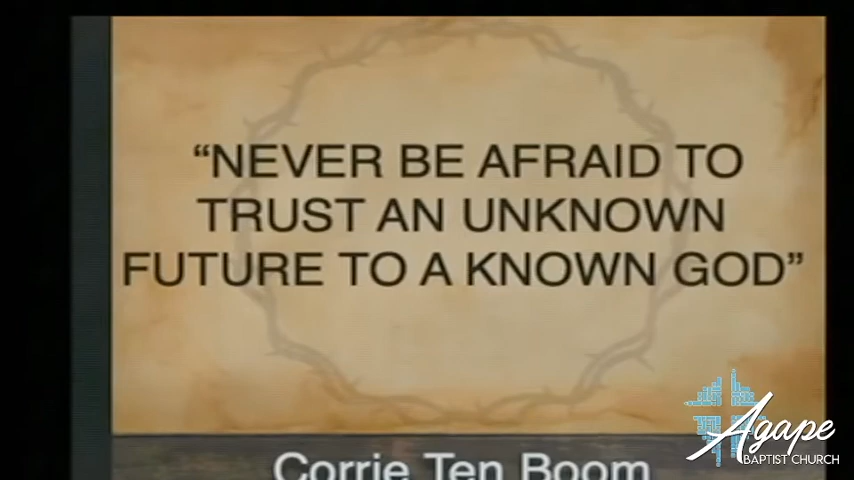 “NEVER BE AFRAID TO
TRUST AN UNKNOWN
FUTURE TO A KNOWN GOD”
Corrie Ten Boom
Agape
BAPTIST CHURCH